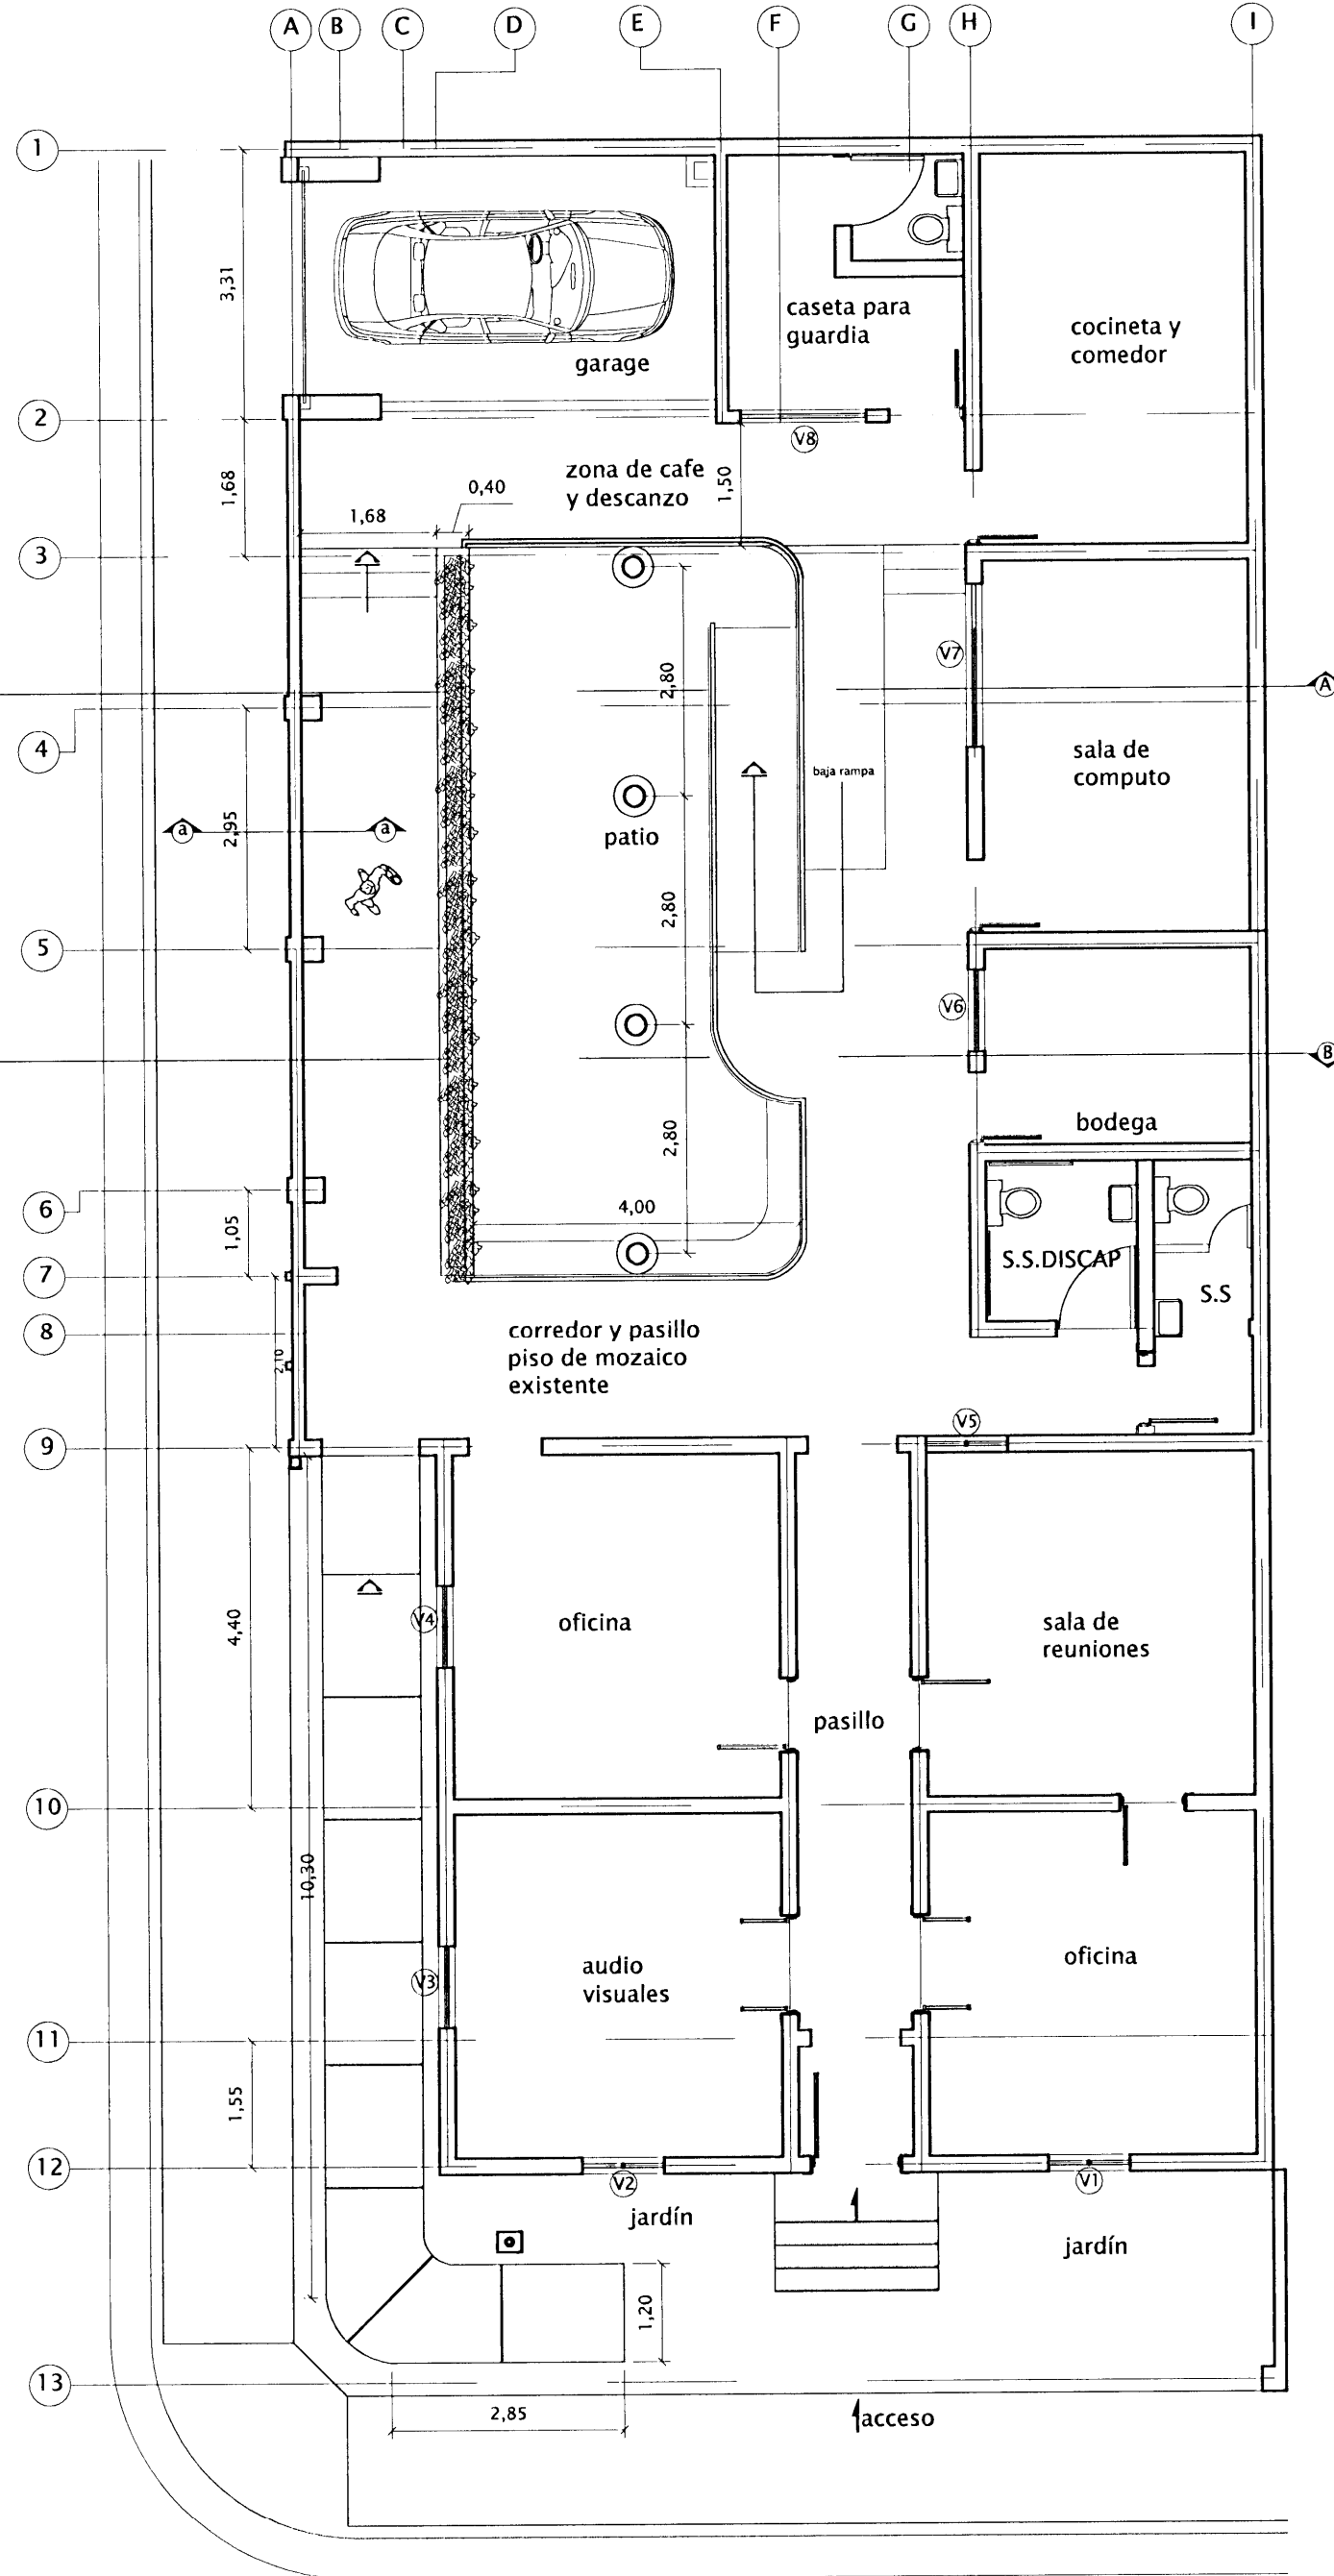 A
B
C
D
E
F
G
H
I
1
3,31
garage
caseta para
guardia
cocineta y
comedor
2
V8
1,68
1,68
0,40
zona de cafe
y descanzo
1,50
3
2,80
V7
A
4
sala de
computo
baja rampa
2,95
a
a
patio
2,80
5
V6
B
2,80
bodega
6
1,05
4,00
7
S.S.DISCAP
S.S
8
2,10
corredor y pasillo
piso de mozaico
existente
9
V5
4,40
V4
oficina
sala de
reuniones
pasillo
10
10,30
audio
visuales
oficina
V3
11
1,55
12
V2
V1
jardín
jardín
1,20
13
2,85
acceso